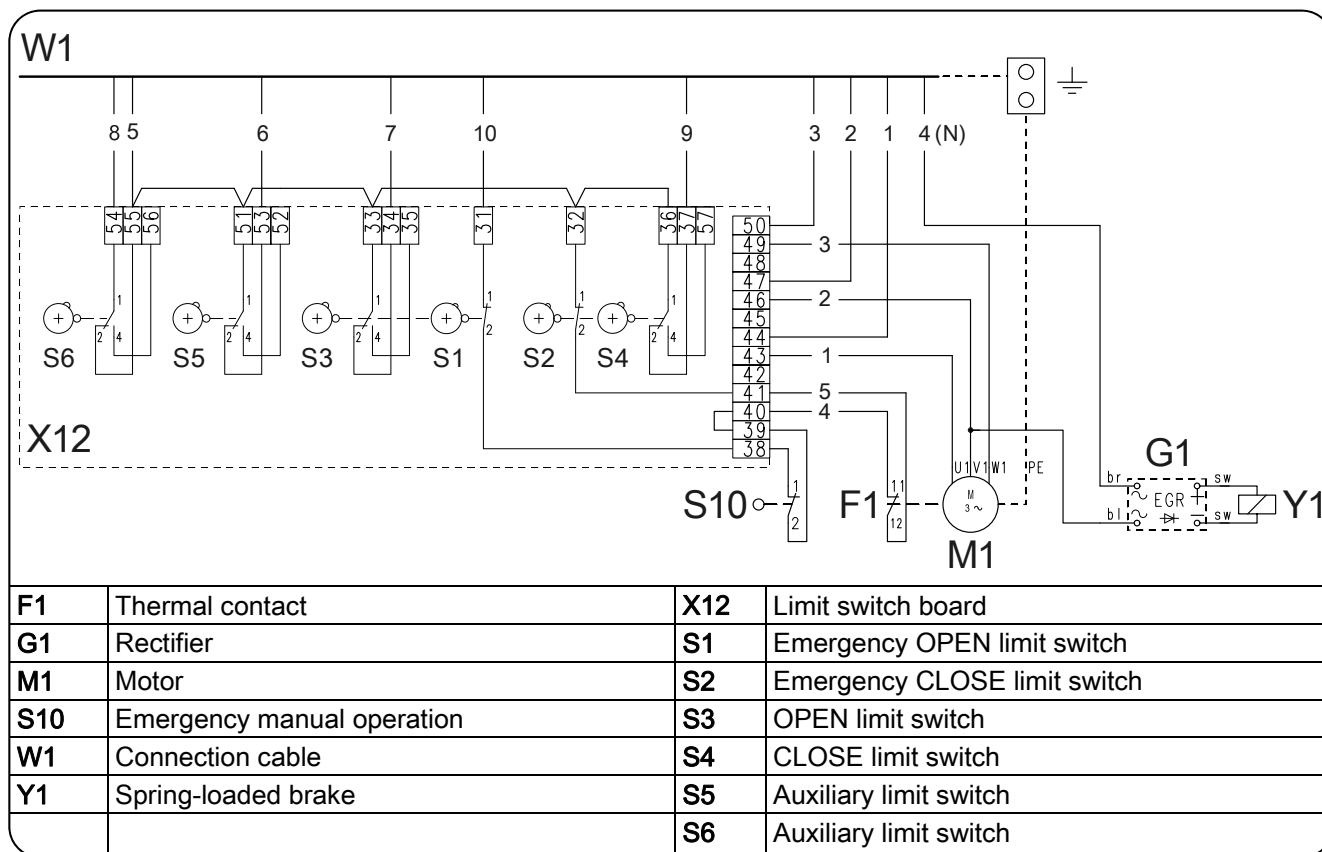 W1
8 5 6 7 10 9 3 2 1 4 (N)
54 55 56 51 53 52 33 34 35 31 32 36 37 57
50
49 3
48
47
46 2
45
44
43 1
42
41 5
40 4
39
38
1 1 1 1 1 1
2 4 2 4 2 4 2 2 2 4
S6 S5 S3 S1 S2 S4
X12
U1 V1 W1 PE
G1
br sw
EGR
bl sw
Y1
S10 1 2
F1 11 12
M 3~
M1
F1 Thermal contact X12 Limit switch board
G1 Rectifier S1 Emergency OPEN limit switch
M1 Motor S2 Emergency CLOSE limit switch
S10 Emergency manual operation S3 OPEN limit switch
W1 Connection cable S4 CLOSE limit switch
Y1 Spring-loaded brake S5 Auxiliary limit switch
S6 Auxiliary limit switch